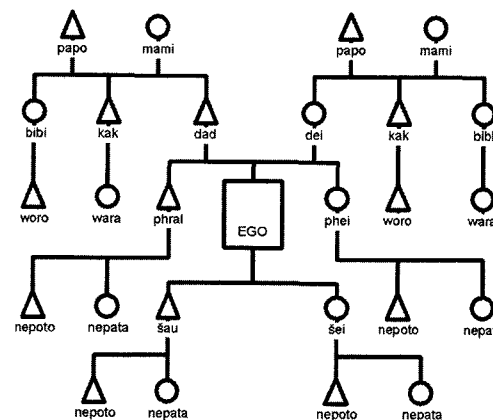 papo mami papo mami
bibi kak dad dei kak bibi
woro wara phral EGO phei woro wara
nepoto nepata šau šei nepoto nepata
nepoto nepata nepoto nepata